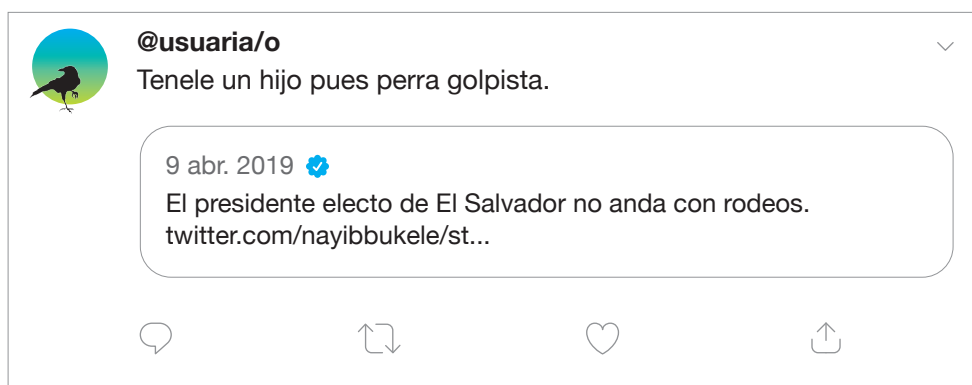 @usuaria/o
Tenele un hijo pues perra golpista.
9 abr. 2019
El presidente electo de El Salvador no anda con rodeos.
twitter.com/nayibbukele/st...